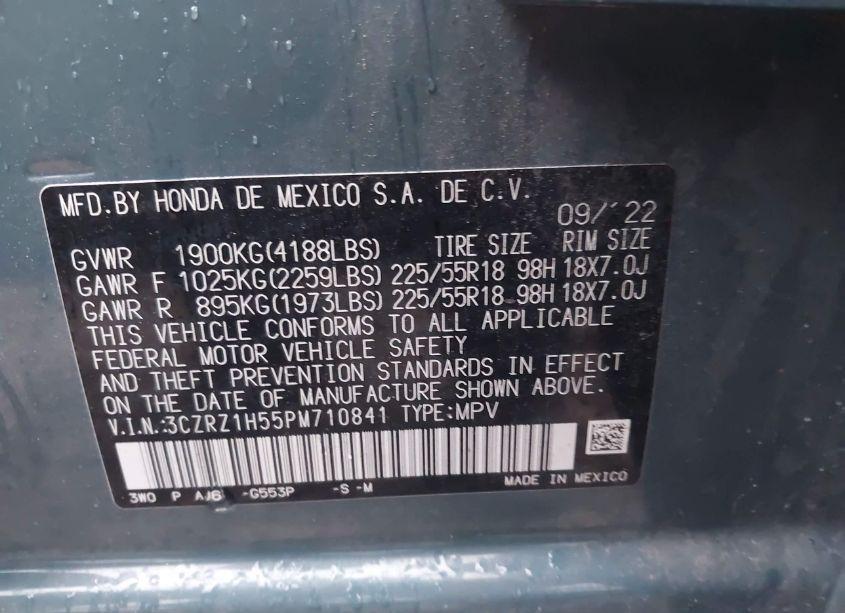 MFD.BY HONDA DE MEXICO S.A. DE C.V.
09/'22
GVWR 1900KG(4188LBS) TIRE SIZE RIM SIZE
GAWR F 1025KG(2259LBS) 225/55R18 98H 18X7.0J
GAWR R 895KG(1973LBS) 225/55R18 98H 18X7.0J
THIS VEHICLE CONFORMS TO ALL APPLICABLE
FEDERAL MOTOR VEHICLE SAFETY
AND THEFT PREVENTION STANDARDS IN EFFECT
ON THE DATE OF MANUFACTURE SHOWN ABOVE.
V.I.N.:3CZRZ1H55PM710841 TYPE:MPV
3W0 P AJ6 -G553P -S -M
MADE IN MEXICO